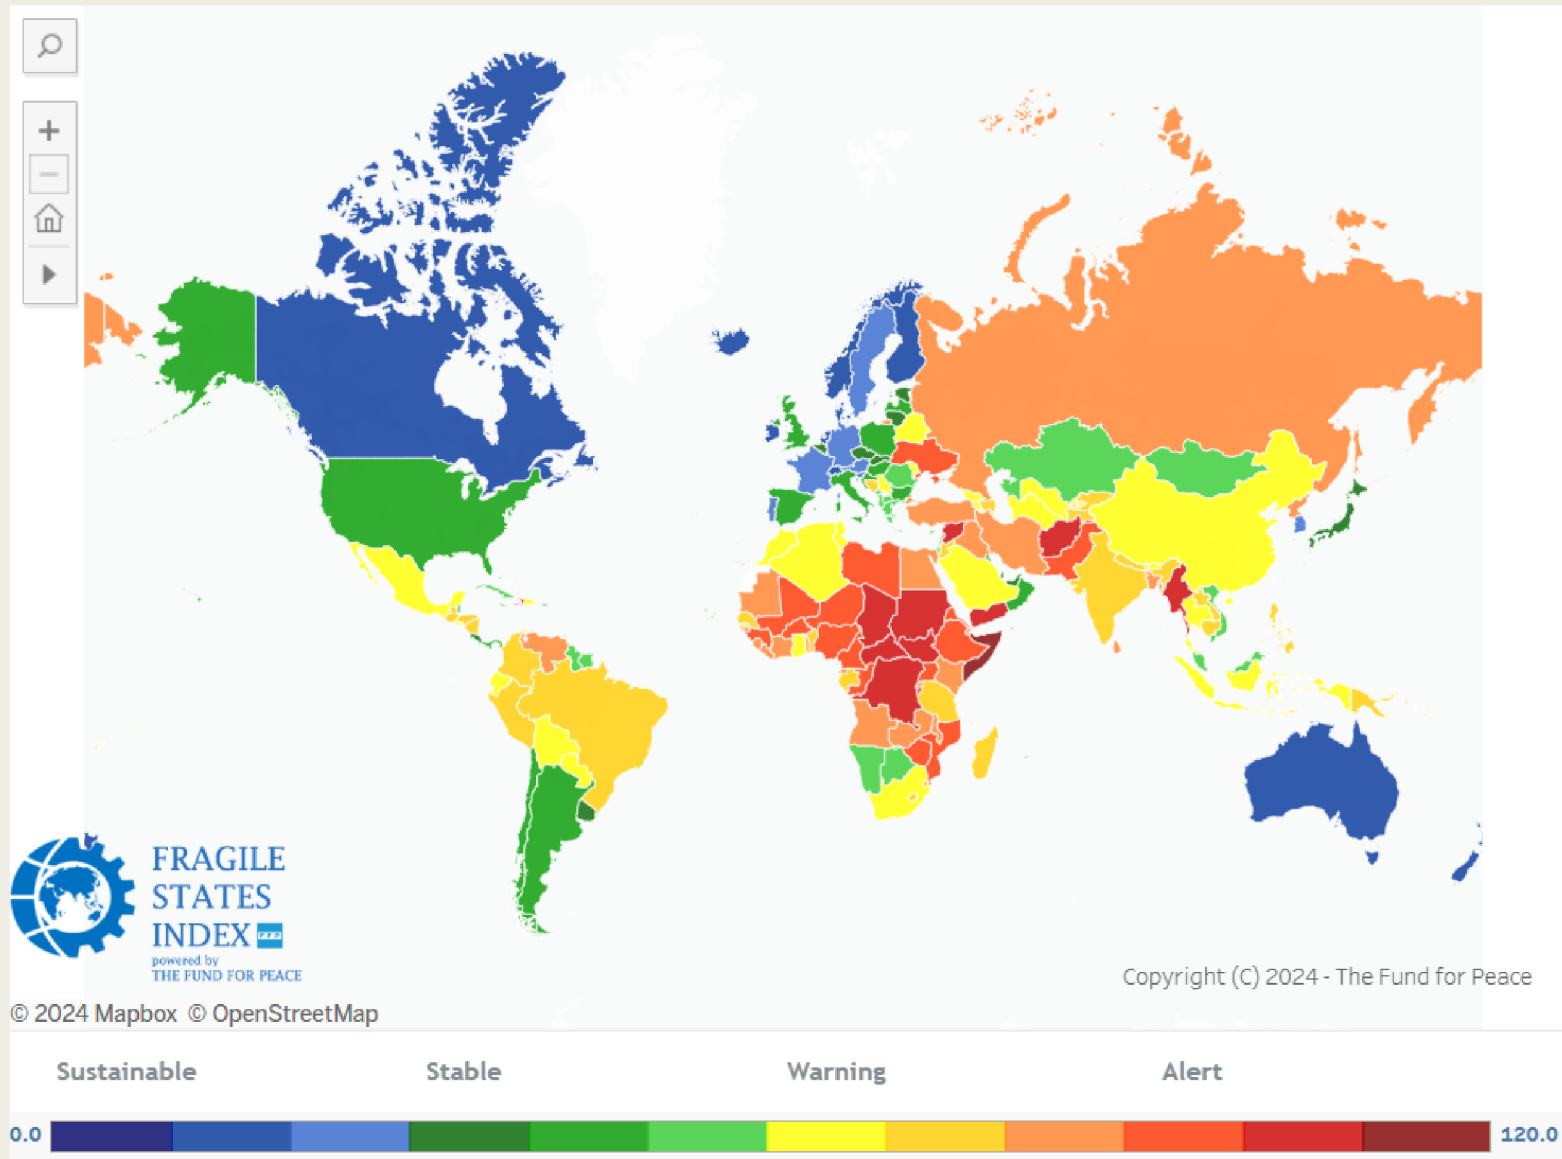 FRAGILE
STATES
INDEX FFP
powered by
THE FUND FOR PEACE
Copyright (C) 2024 - The Fund for Peace
© 2024 Mapbox © OpenStreetMap
Sustainable Stable Warning Alert
0.0 120.0